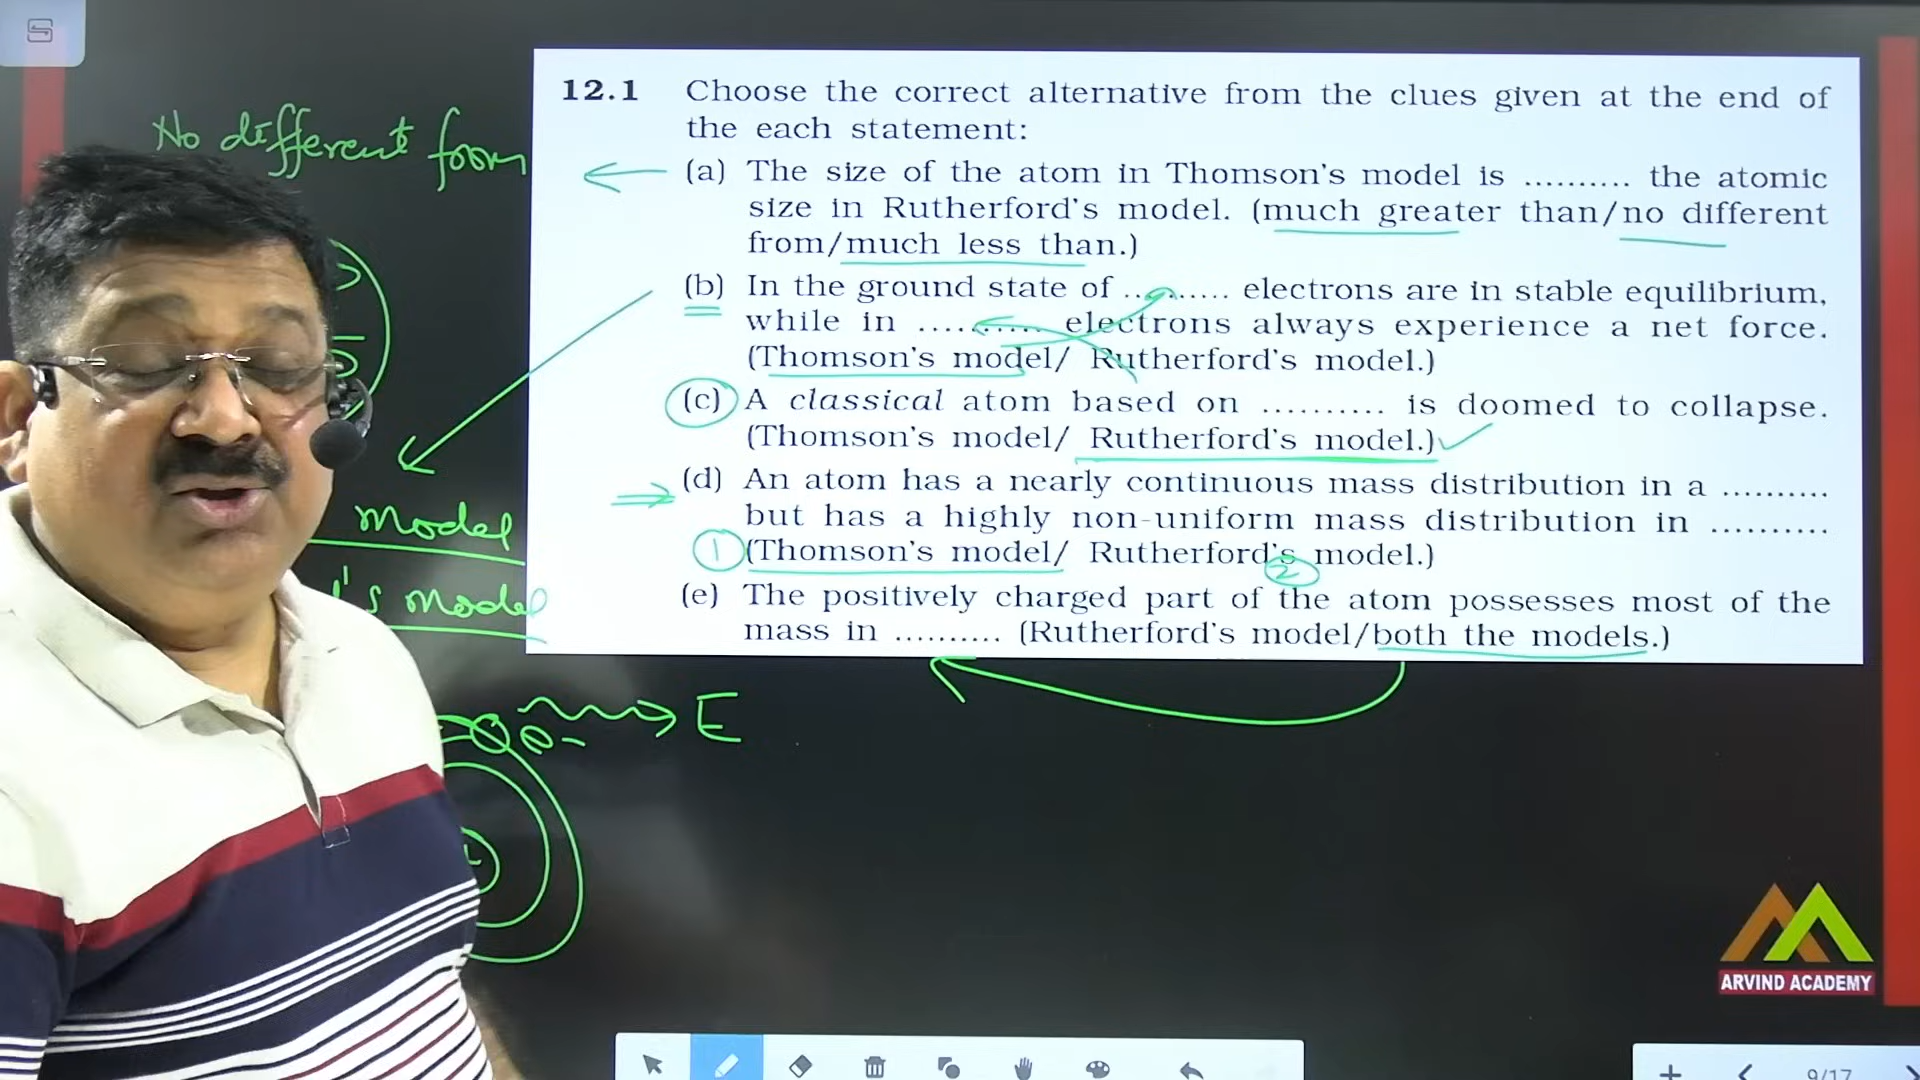 No different from
12.1 Choose the correct alternative from the clues given at the end of
the each statement:
(a) The size of the atom in Thomson's model is .......... the atomic
size in Rutherford's model. (much greater than/no different
from/much less than.)
(b) In the ground state of .......... electrons are in stable equilibrium,
while in .......... electrons always experience a net force.
(Thomson's model/ Rutherford's model.)
(c) A classical atom based on .......... is doomed to collapse.
(Thomson's model/ Rutherford's model.)
(d) An atom has a nearly continuous mass distribution in a ..........
but has a highly non-uniform mass distribution in ..........
1 (Thomson's model/ Rutherford's model.)
2
(e) The positively charged part of the atom possesses most of the
mass in .......... (Rutherford's model/both the models.)
model
's model
e- E
ARVIND ACADEMY
9/17